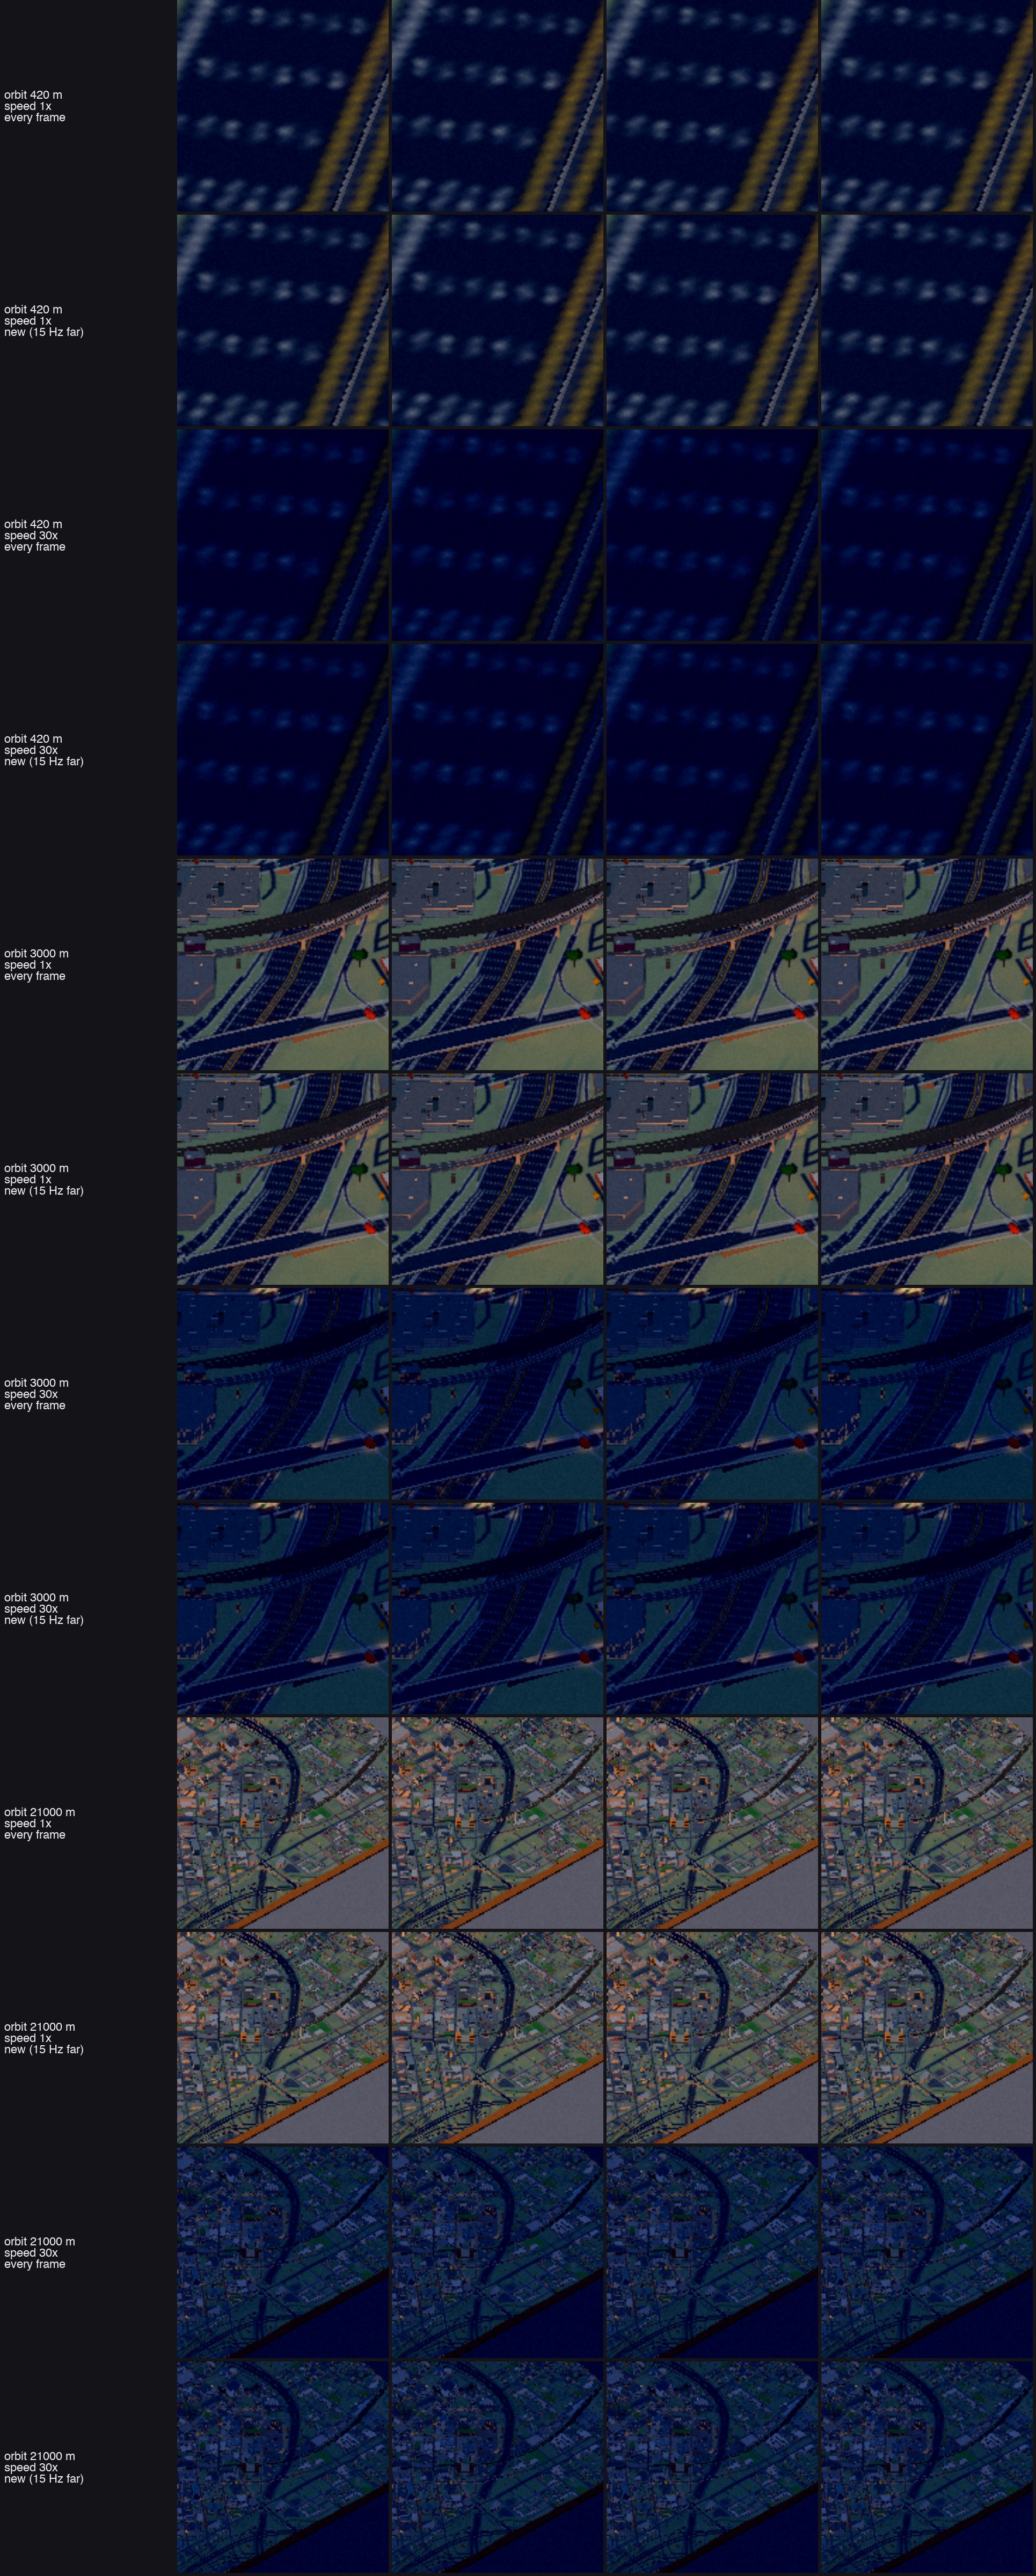 orbit 420 m
speed 1x
every frame
orbit 420 m
speed 1x
new (15 Hz far)
orbit 420 m
speed 30x
every frame
orbit 420 m
speed 30x
new (15 Hz far)
orbit 3000 m
speed 1x
every frame
orbit 3000 m
speed 1x
new (15 Hz far)
orbit 3000 m
speed 30x
every frame
orbit 3000 m
speed 30x
new (15 Hz far)
orbit 21000 m
speed 1x
every frame
orbit 21000 m
speed 1x
new (15 Hz far)
orbit 21000 m
speed 30x
every frame
orbit 21000 m
speed 30x
new (15 Hz far)